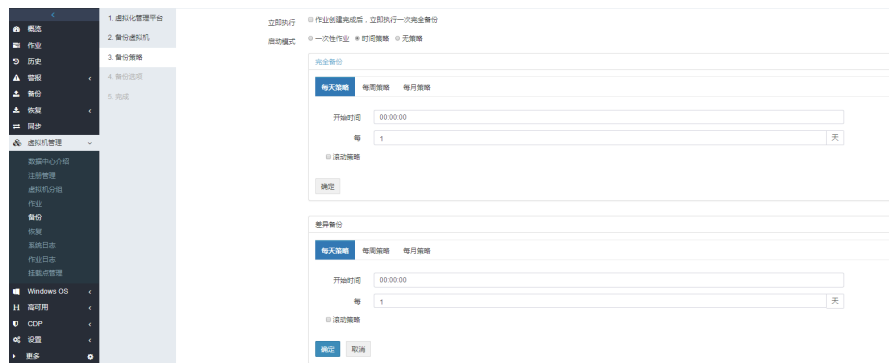 概览
作业
历史
警报
备份
恢复
同步
虚拟机管理
数据中心介绍
注册管理
虚拟机分组
作业
备份
恢复
系统日志
作业日志
挂载点管理
Windows OS
高可用
CDP
设置
更多
1. 虚拟化管理平台
2. 备份虚拟机
3. 备份策略
4. 备份选项
5. 完成
立即执行 作业创建完成后，立即执行一次完全备份
启动模式 一次性作业 时间策略 无策略
完全备份
每天策略 每周策略 每月策略
开始时间 00:00:00
每 1 天
滚动策略
确定
差异备份
每天策略 每周策略 每月策略
开始时间 00:00:00
每 1 天
滚动策略
确定 取消